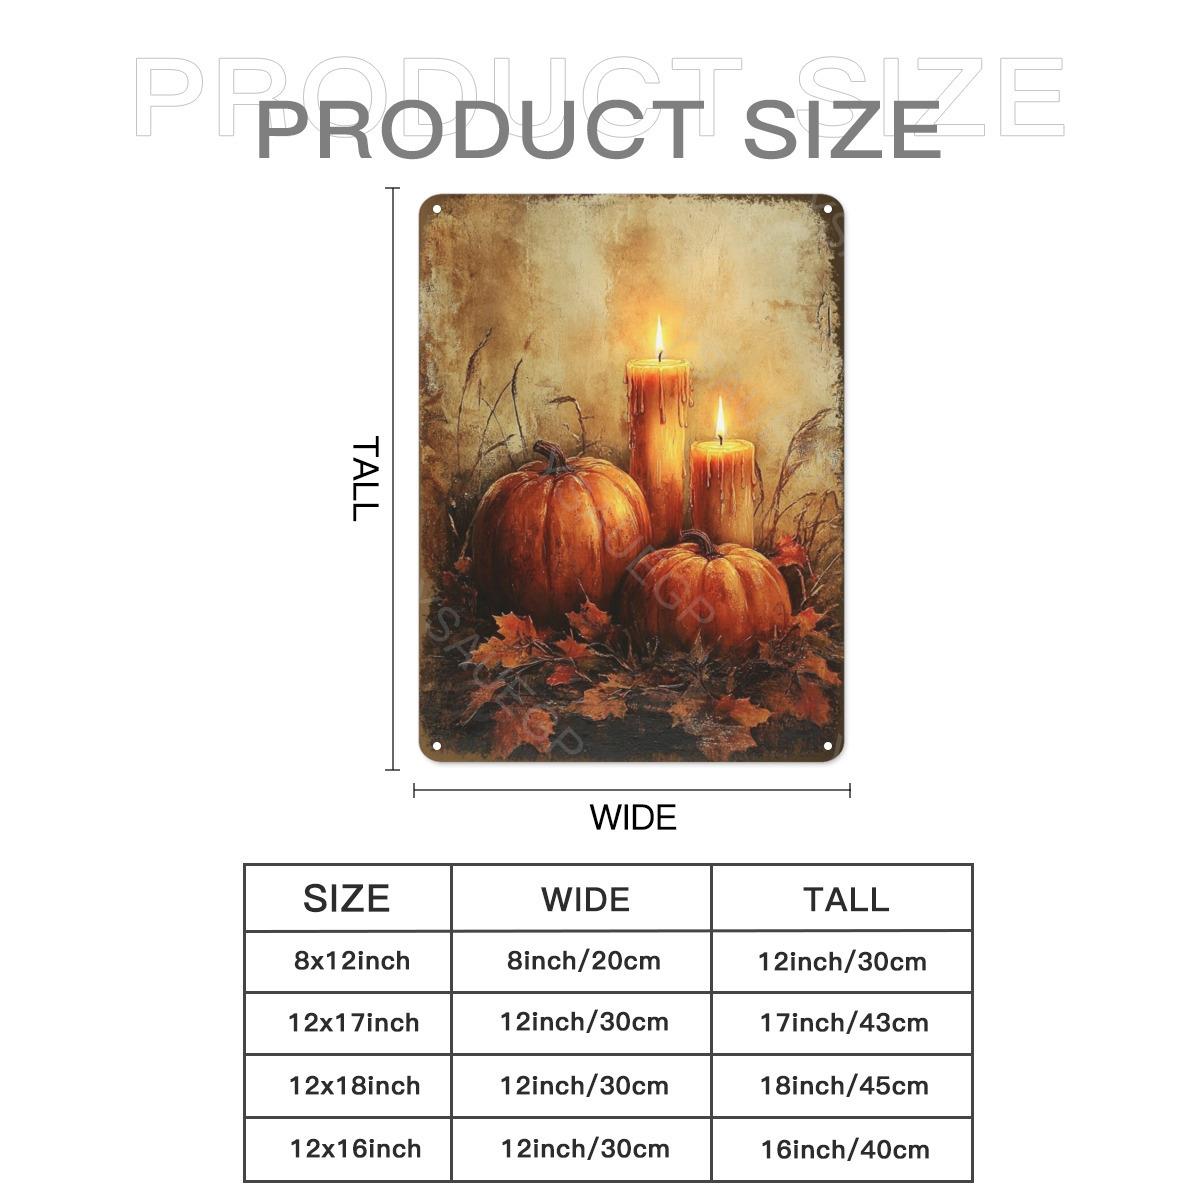 PRODUCT SIZE
PRODUCT SIZE
TALL
WIDE
SIZE WIDE TALL
8x12inch 8inch/20cm 12inch/30cm
12x17inch 12inch/30cm 17inch/43cm
12x18inch 12inch/30cm 18inch/45cm
12x16inch 12inch/30cm 16inch/40cm